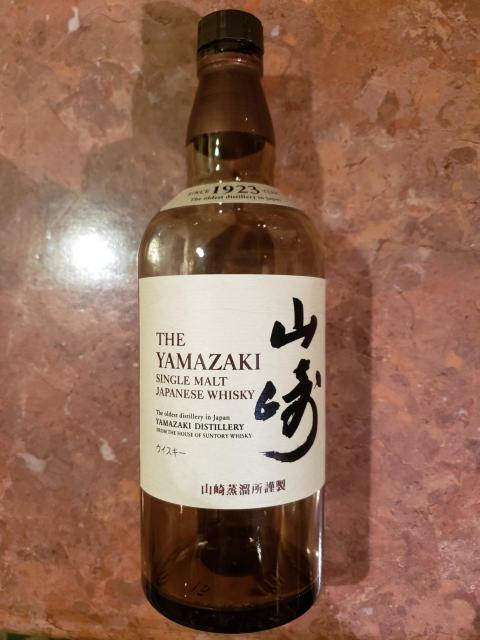 SINCE 1923
The oldest distillery in Japan
THE
YAMAZAKI
SINGLE MALT
JAPANESE WHISKY
山崎
The oldest distillery in Japan
YAMAZAKI DISTILLERY
FROM THE HOUSE OF SUNTORY WHISKY
ウイスキー
山崎蒸溜所謹製
12